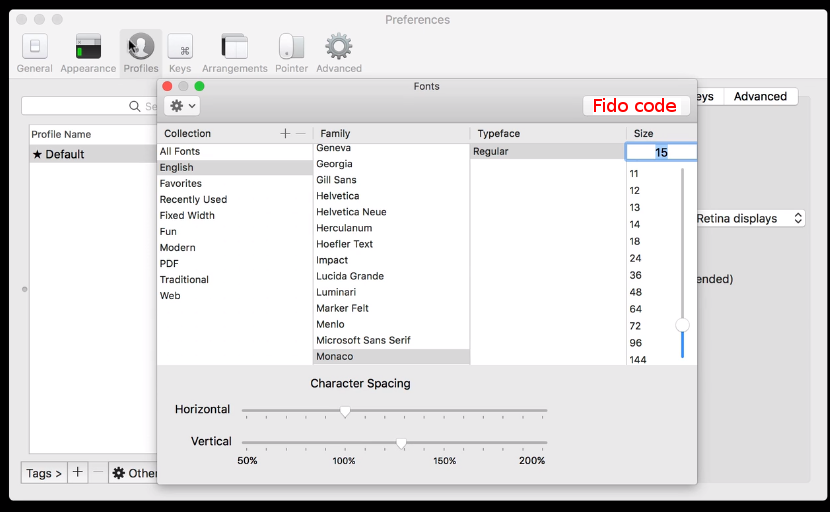 Preferences
General Appearance Profiles Keys Arrangements Pointer Advanced
Fonts
Fido code
eys Advanced
Profile Name
★ Default
Collection
All Fonts
English
Favorites
Recently Used
Fixed Width
Fun
Modern
PDF
Traditional
Web
Family
Geneva
Georgia
Gill Sans
Helvetica
Helvetica Neue
Herculanum
Hoefler Text
Impact
Lucida Grande
Luminari
Marker Felt
Menlo
Microsoft Sans Serif
Monaco
Typeface
Regular
Size
15
11
12
13
14
18
24
36
48
64
72
96
144
Retina displays
ended)
Character Spacing
Horizontal
Vertical
50% 100% 150% 200%
Tags > + − Other